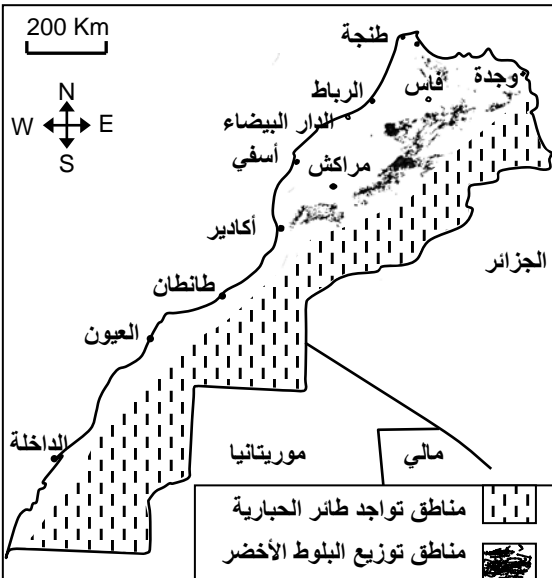 200 Km
N
W E
S
طنجة
وجدة
فاس
الرباط
الدار البيضاء
أسفي
مراكش
أكادير
الجزائر
طانطان
العيون
الداخلة
موريتانيا
مالي
مناطق تواجد طائر الحبارية
مناطق توزيع البلوط الأخضر